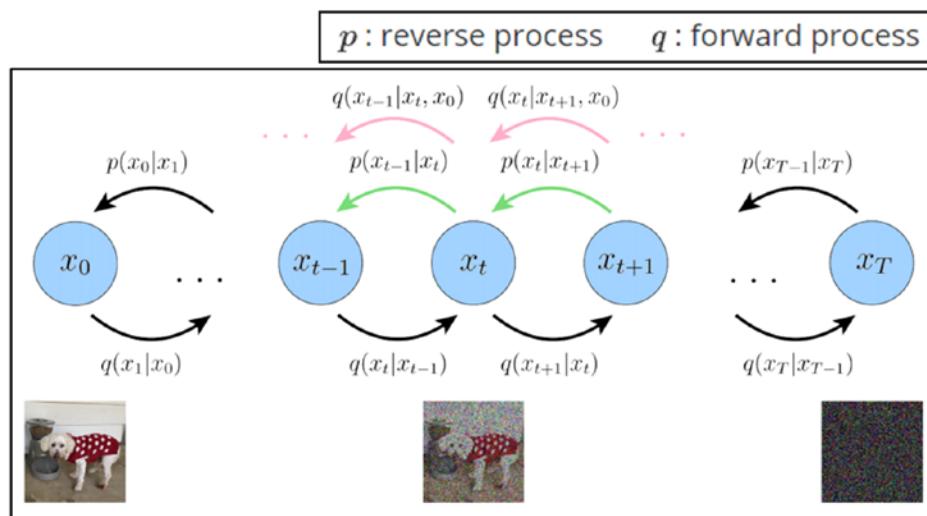 p : reverse process q : forward process
q(x_{t-1}|x_t, x_0) q(x_t|x_{t+1}, x_0)
. . . . . .
p(x_0|x_1) p(x_{t-1}|x_t) p(x_t|x_{t+1}) p(x_{T-1}|x_T)
x_0 . . . x_{t-1} x_t x_{t+1} . . . x_T
q(x_1|x_0) q(x_t|x_{t-1}) q(x_{t+1}|x_t) q(x_T|x_{T-1})